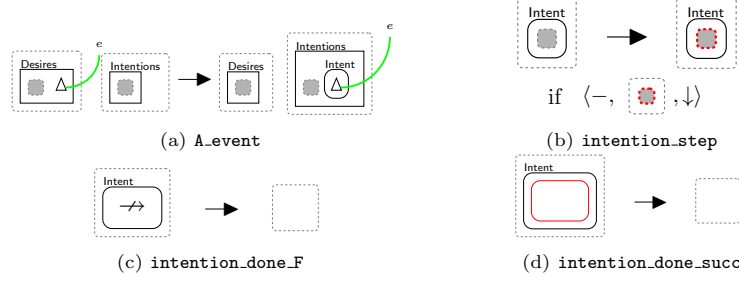 e
Desires
Intentions
Desires
e
Intentions
Intent
(a) A_event
Intent
Intent
if ⟨−, , ↓⟩
(b) intention_step
Intent
(c) intention_done_F
Intent
(d) intention_done_succ